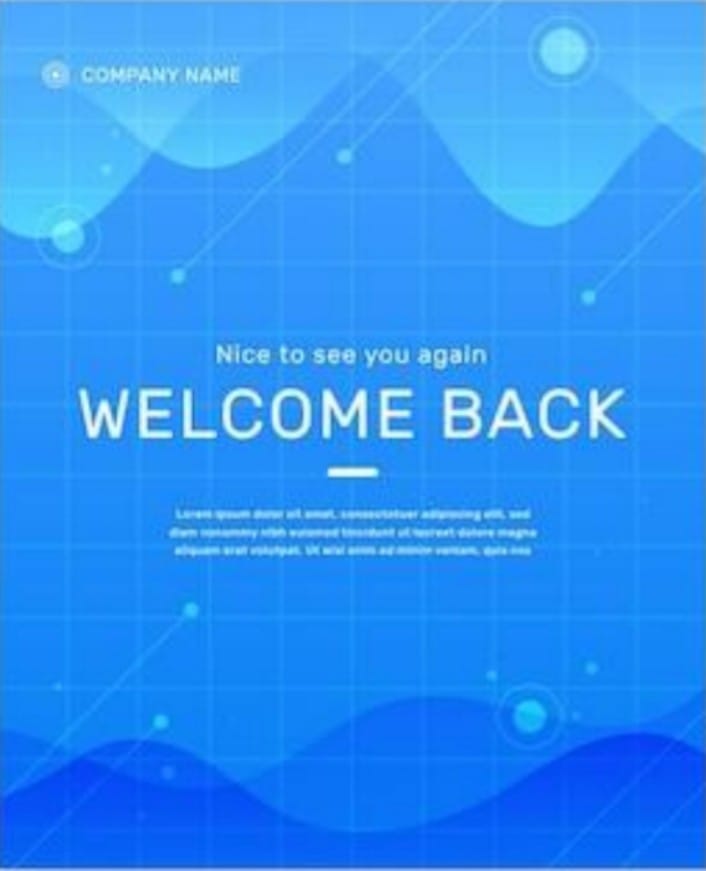 COMPANY NAME
Nice to see you again
WELCOME BACK
Lorem ipsum dolor sit amet, consectetuer adipiscing elit, sed
diam nonummy nibh euismod tincidunt ut laoreet dolore magna
aliquam erat volutpat. Ut wisi enim ad minim veniam, quis nos